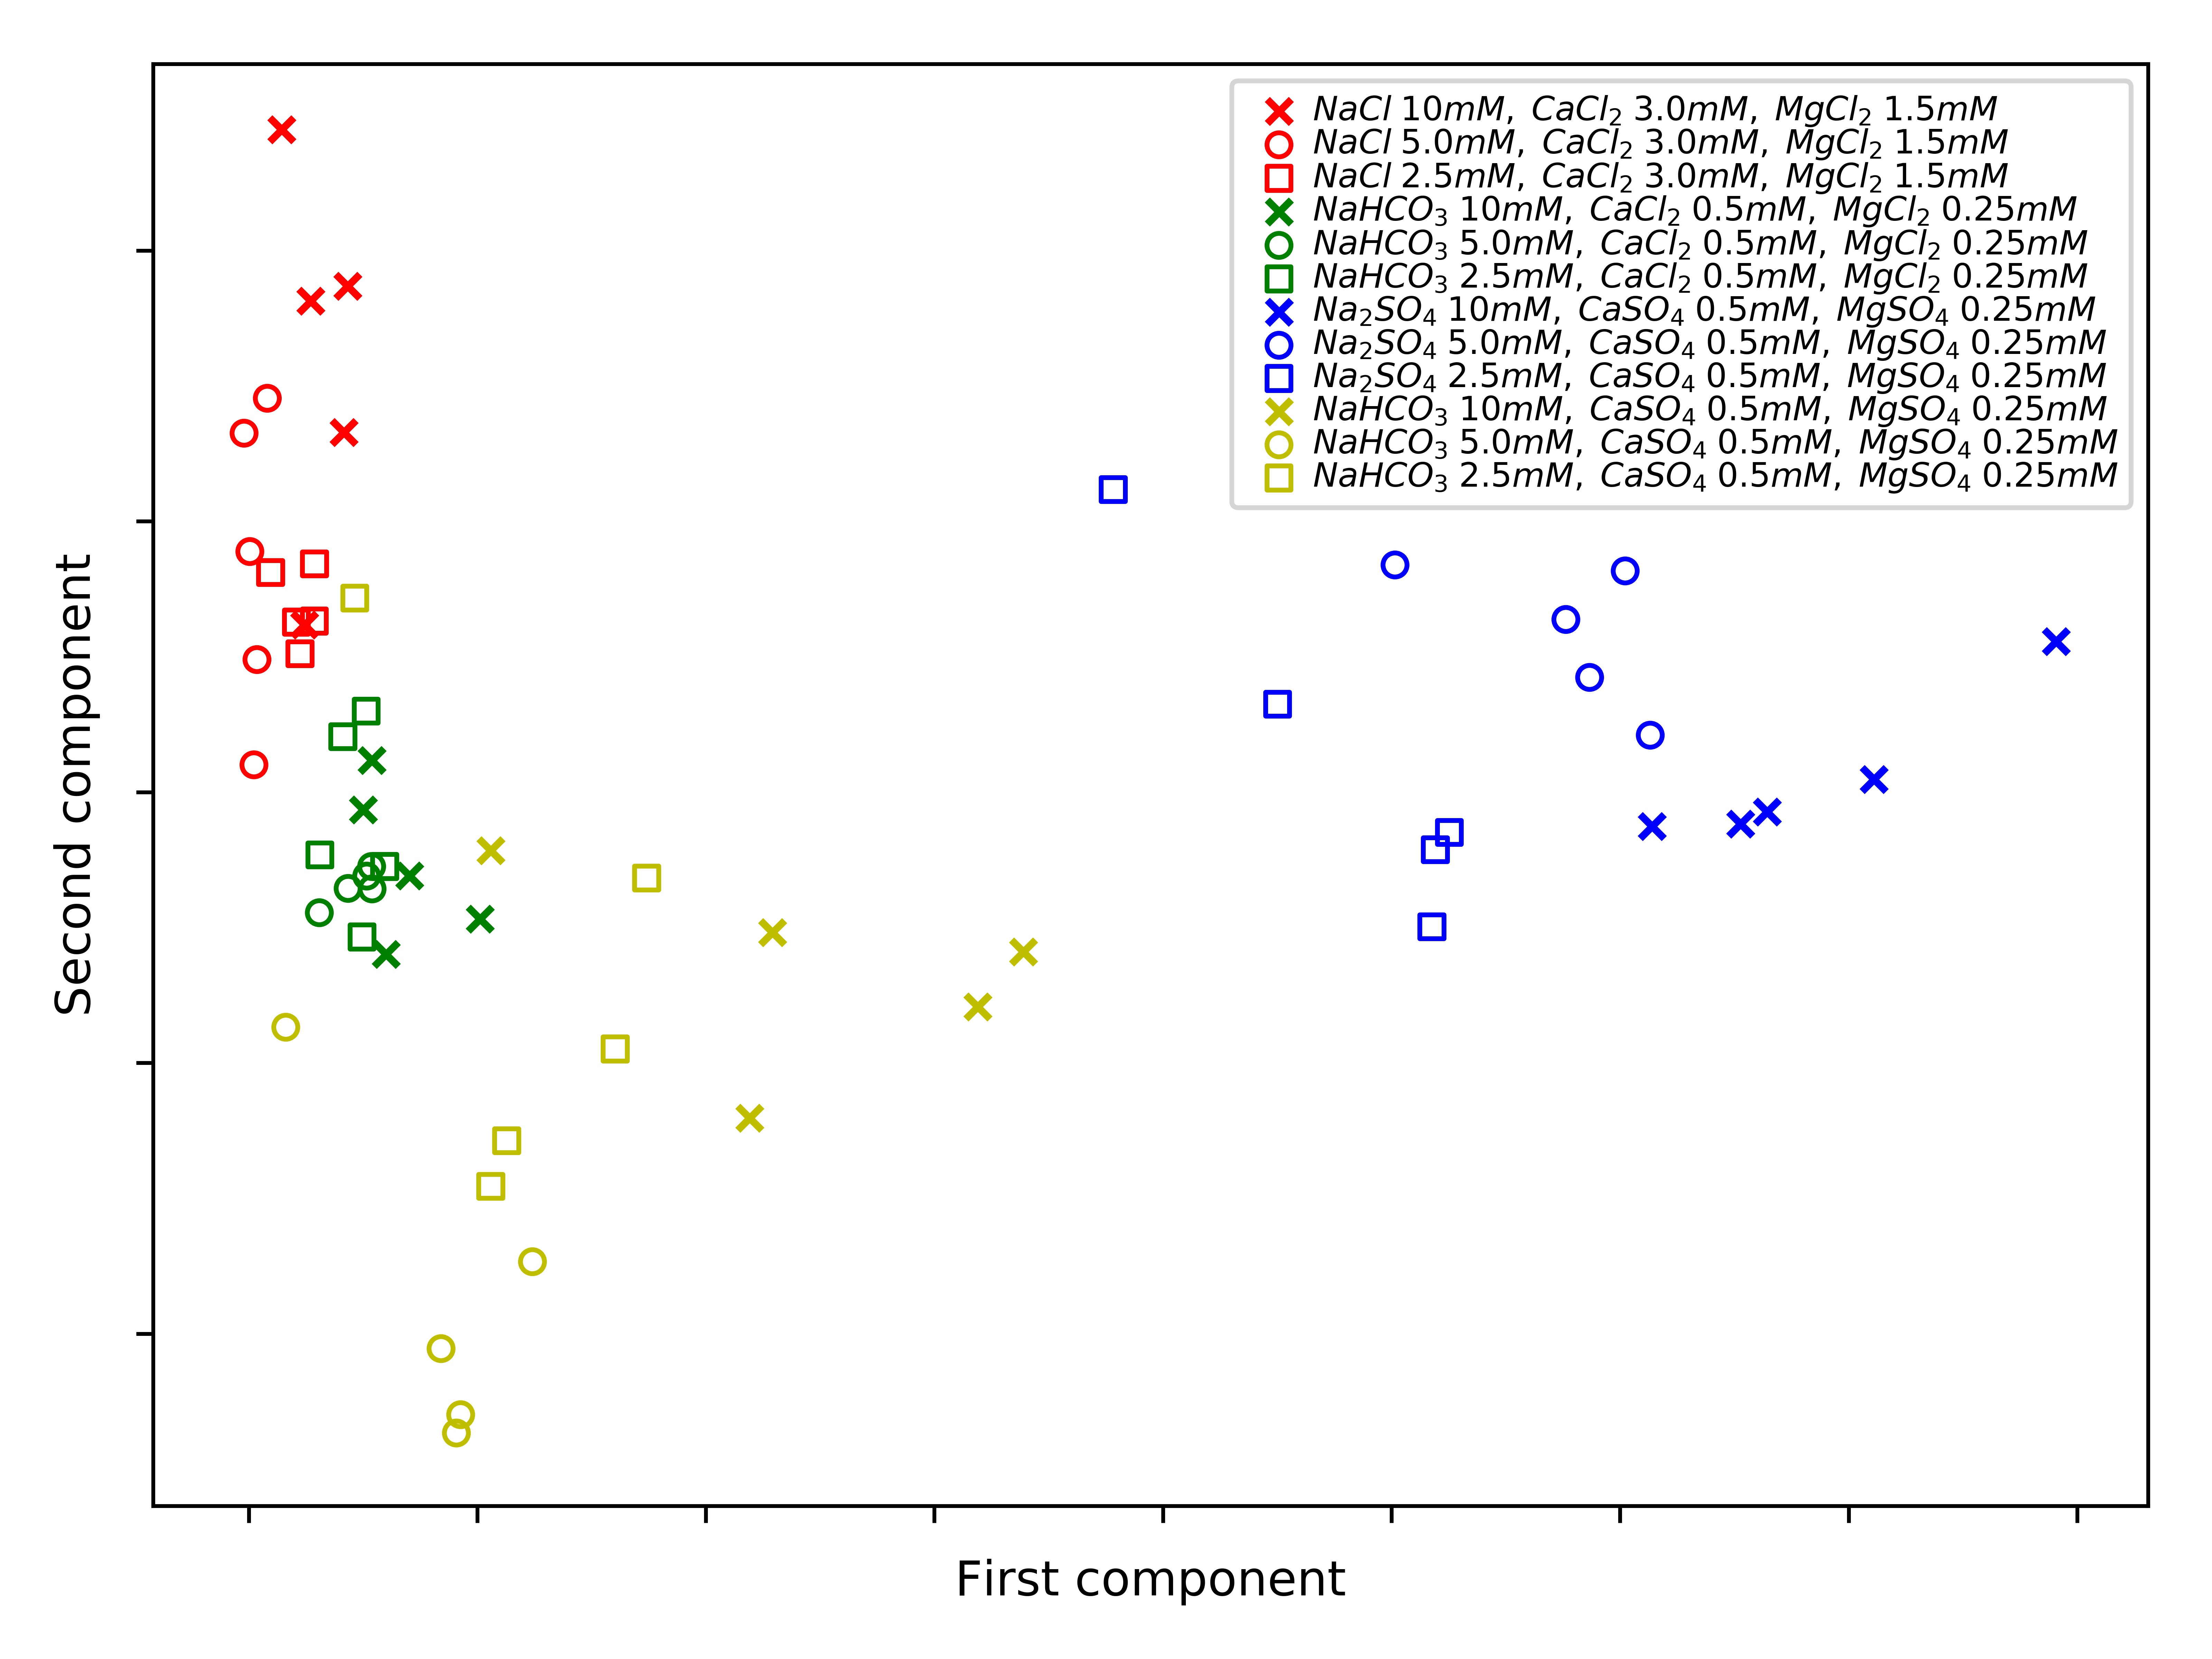 NaCl 10mM, CaCl₂ 3.0mM, MgCl₂ 1.5mM
NaCl 5.0mM, CaCl₂ 3.0mM, MgCl₂ 1.5mM
NaCl 2.5mM, CaCl₂ 3.0mM, MgCl₂ 1.5mM
NaHCO₃ 10mM, CaCl₂ 0.5mM, MgCl₂ 0.25mM
NaHCO₃ 5.0mM, CaCl₂ 0.5mM, MgCl₂ 0.25mM
NaHCO₃ 2.5mM, CaCl₂ 0.5mM, MgCl₂ 0.25mM
Na₂SO₄ 10mM, CaSO₄ 0.5mM, MgSO₄ 0.25mM
Na₂SO₄ 5.0mM, CaSO₄ 0.5mM, MgSO₄ 0.25mM
Na₂SO₄ 2.5mM, CaSO₄ 0.5mM, MgSO₄ 0.25mM
NaHCO₃ 10mM, CaSO₄ 0.5mM, MgSO₄ 0.25mM
NaHCO₃ 5.0mM, CaSO₄ 0.5mM, MgSO₄ 0.25mM
NaHCO₃ 2.5mM, CaSO₄ 0.5mM, MgSO₄ 0.25mM
Second component
First component